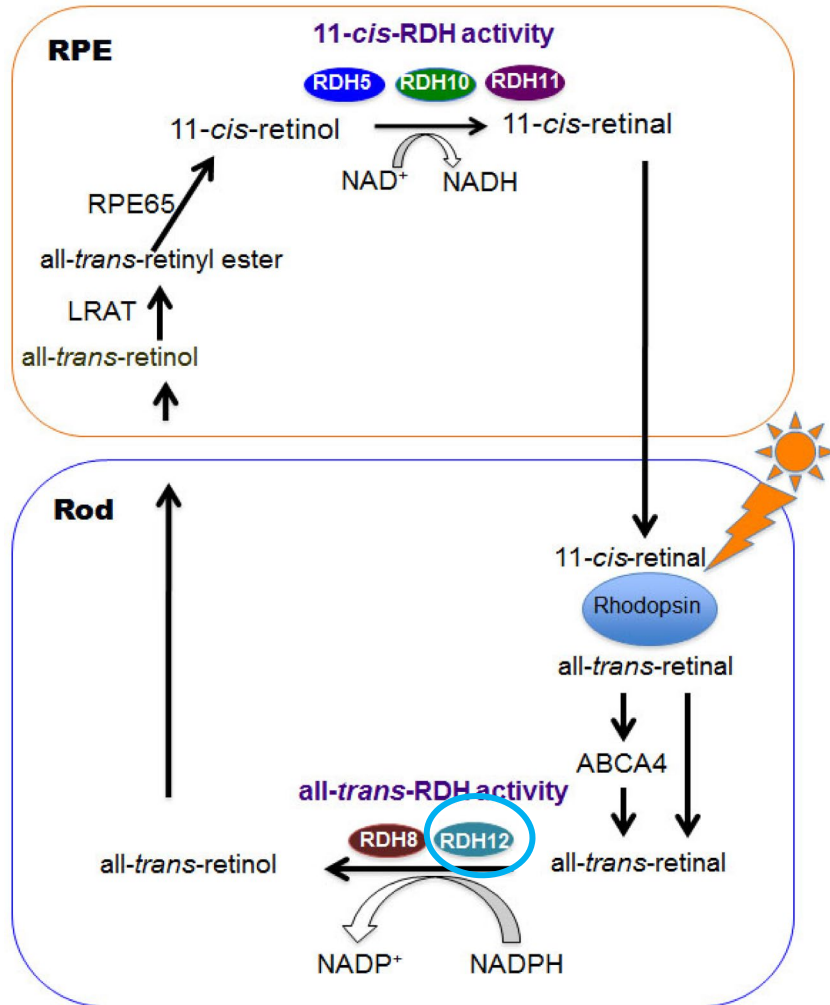 11-cis-RDH activity
RPE
RDH5 RDH10 RDH11
11-cis-retinol 11-cis-retinal
NAD+ NADH
RPE65
all-trans-retinyl ester
LRAT
all-trans-retinol
Rod
11-cis-retinal
Rhodopsin
all-trans-retinal
ABCA4
all-trans-RDH activity
RDH8 RDH12
all-trans-retinol all-trans-retinal
NADP+ NADPH